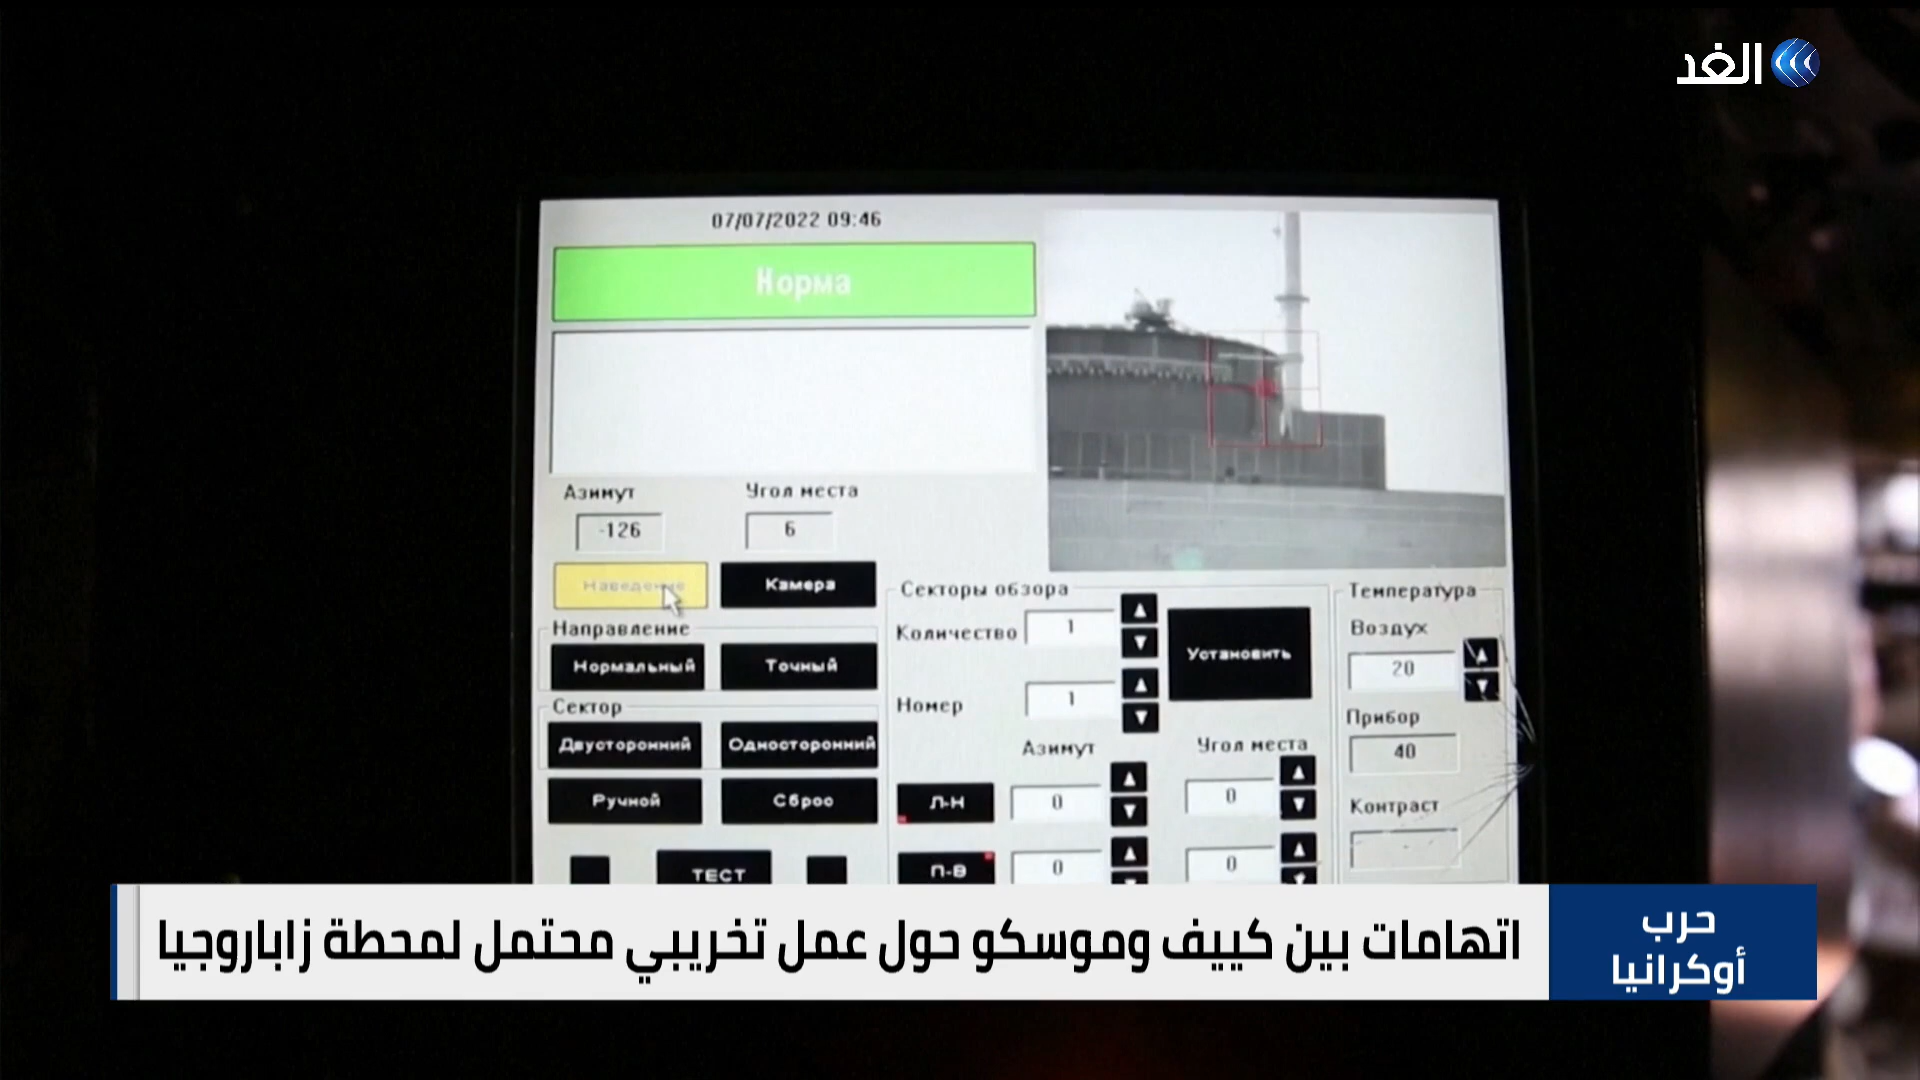 الغد
07/07/2022 09:46
Норма
Азимут
Угол места
-126
6
Наведение
Камера
Направление
Нормальный
Точный
Сектор
Двусторонний
Односторонний
Ручной
Сброс
ТЕСТ
Секторы обзора
Количество
1
Установить
Номер
1
Азимут
Угол места
Л-Н
0
0
П-В
0
0
Температура
Воздух
20
Прибор
40
Контраст
حرب
أوكرانيا
اتهامات بين كييف وموسكو حول عمل تخريبي محتمل لمحطة زاباروجيا